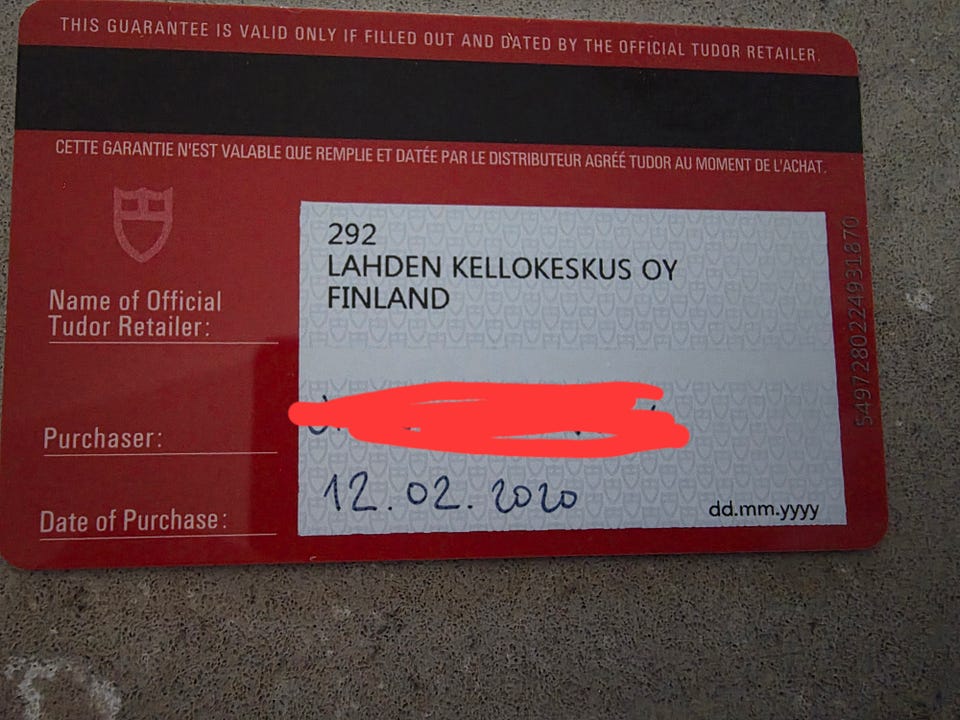 THIS GUARANTEE IS VALID ONLY IF FILLED OUT AND DATED BY THE OFFICIAL TUDOR RETAILER.
CETTE GARANTIE N'EST VALABLE QUE REMPLIE ET DATÉE PAR LE DISTRIBUTEUR AGRÉÉ TUDOR AU MOMENT DE L'ACHAT.
Name of Official
Tudor Retailer:
292
LAHDEN KELLOKESKUS OY
FINLAND
Purchaser:
Date of Purchase:
12.02.2020
dd.mm.yyyy
5497280224931870